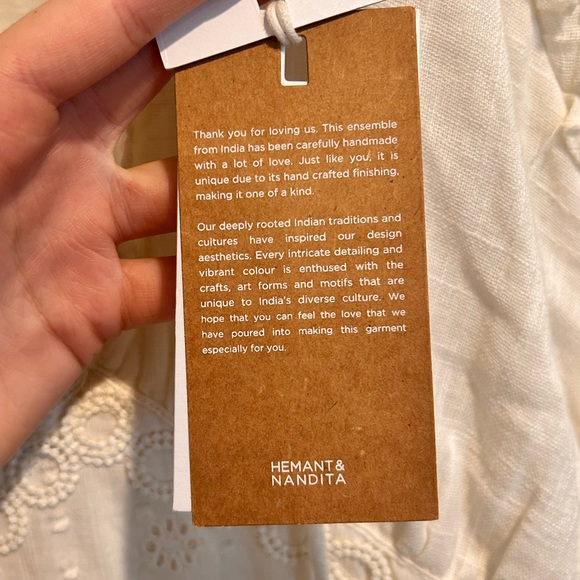 Thank you for loving us. This ensemble
from India has been carefully handmade
with a lot of love. Just like you, it is
unique due to its hand crafted finishing,
making it one of a kind.
Our deeply rooted Indian traditions and
cultures have inspired our design
aesthetics. Every intricate detailing and
vibrant colour is enthused with the
crafts, art forms and motifs that are
unique to India's diverse culture. We
hope that you can feel the love that we
have poured into making this garment
especially for you.
HEMANT &
NANDITA